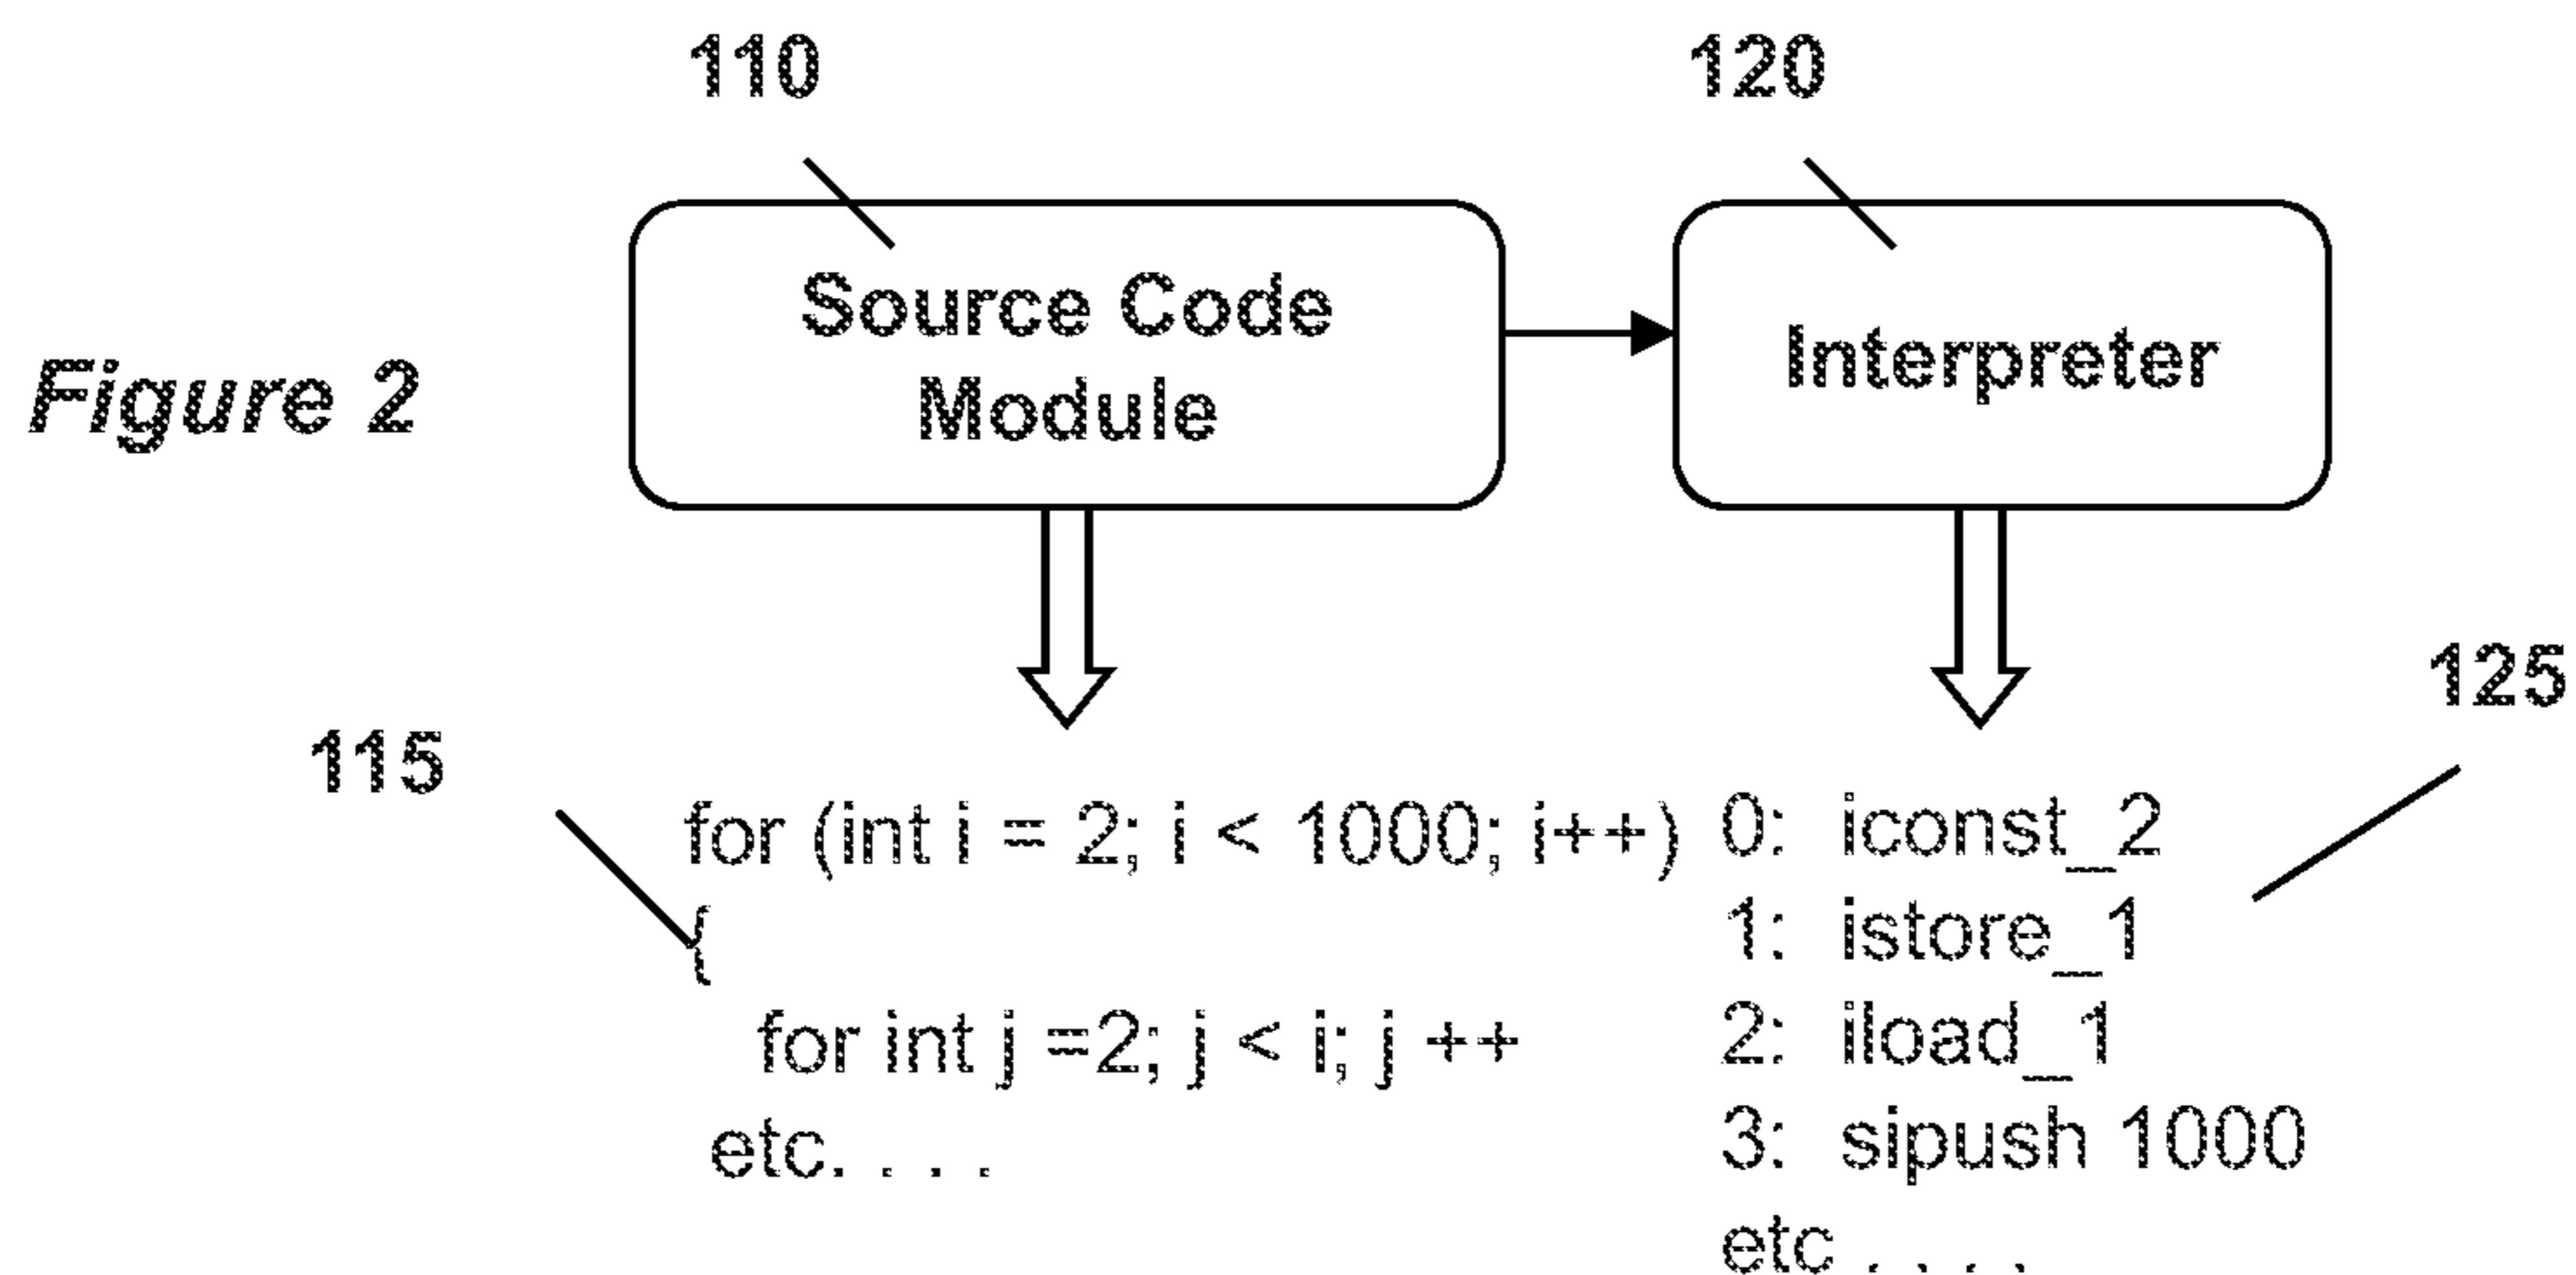 110
120
Source Code
Module
Interpreter
Figure 2
115
125
for (int i = 2; i < 1000; i++)
{
for int j =2; j < i; j ++
etc. . . .
0: iconst_2
1: istore_1
2: iload_1
3: sipush 1000
etc . . . .